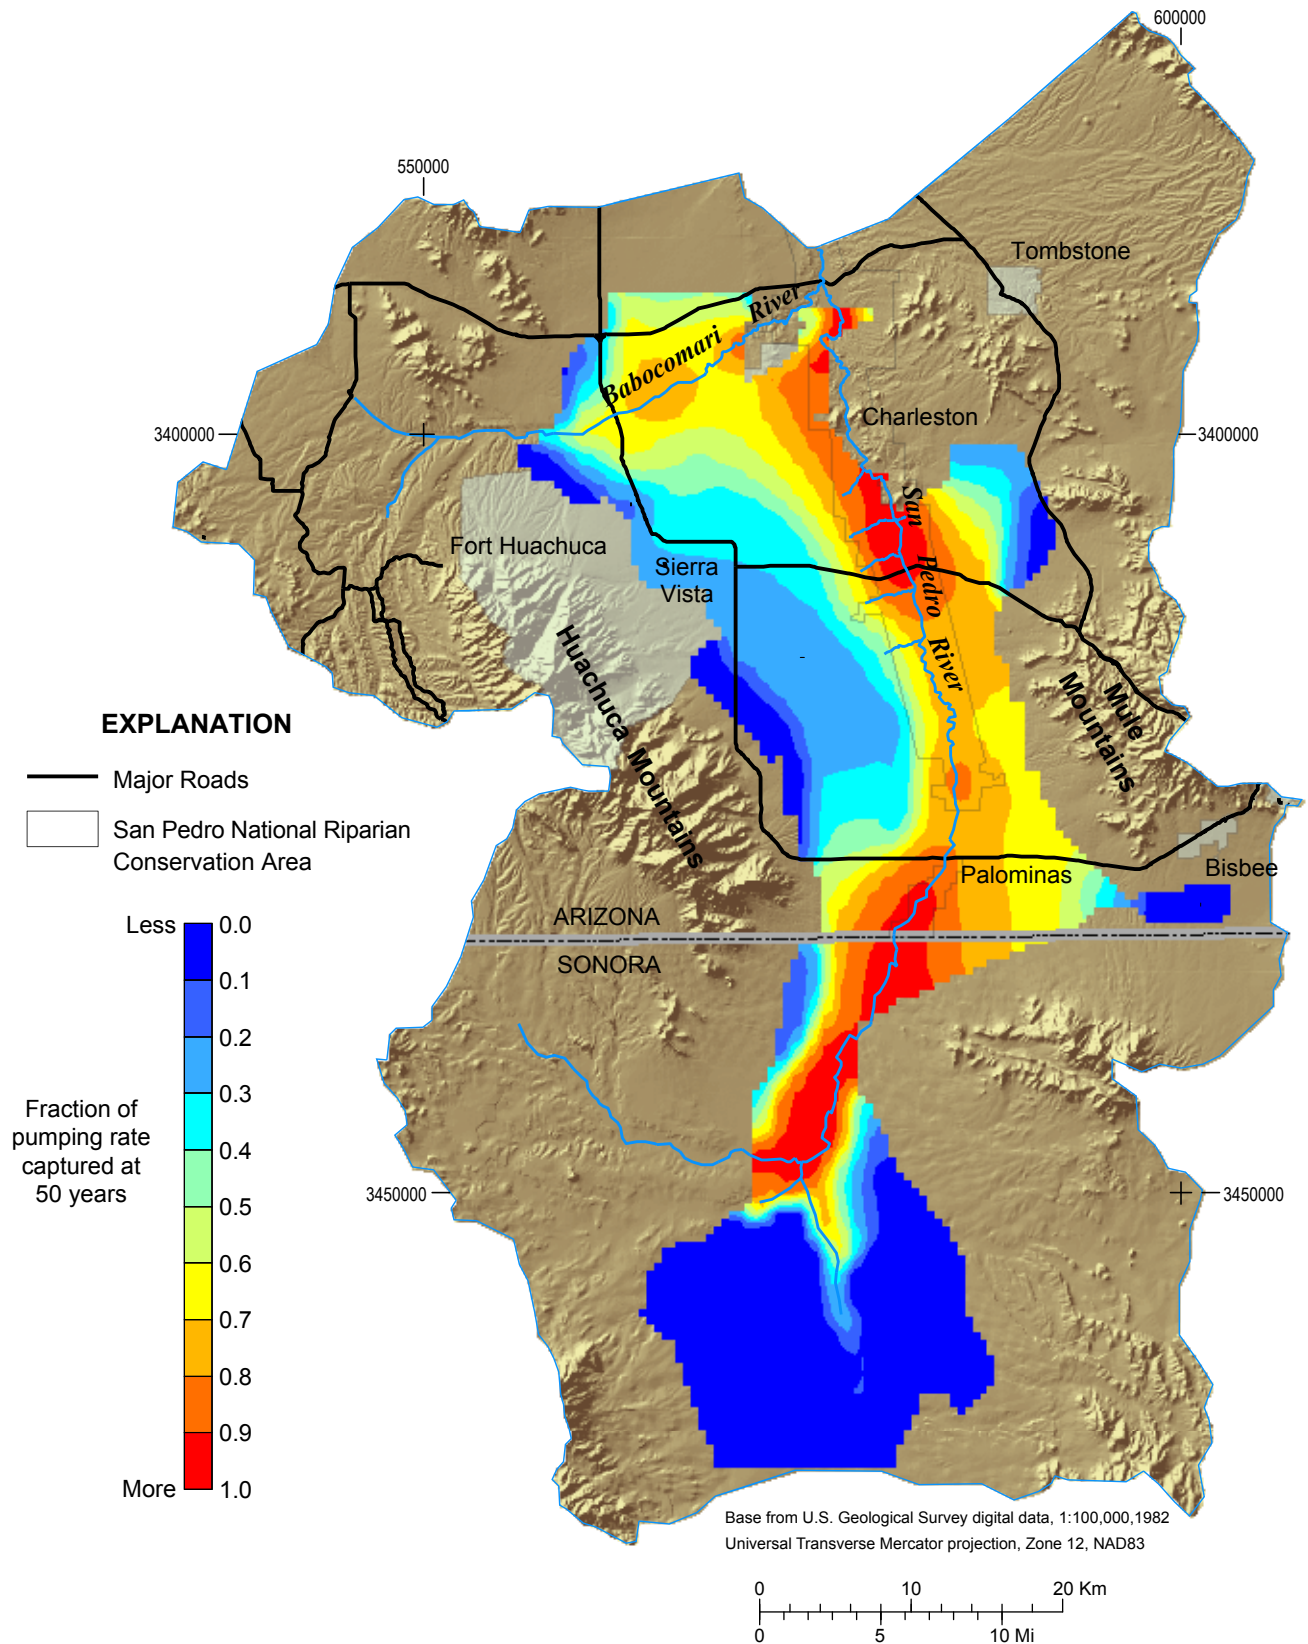 600000
550000
Tombstone
Babocomari River
Charleston
3400000
3400000
San Pedro River
Fort Huachuca
Sierra
Vista
Huachuca Mountains
Mule
Mountains
EXPLANATION
Major Roads
San Pedro National Riparian
Conservation Area
Palominas
Bisbee
ARIZONA
SONORA
Less
0.0
0.1
0.2
0.3
0.4
0.5
0.6
0.7
0.8
0.9
More
1.0
Fraction of
pumping rate
captured at
50 years
3450000
3450000
Base from U.S. Geological Survey digital data, 1:100,000,1982
Universal Transverse Mercator projection, Zone 12, NAD83
0 10 20 Km
0 5 10 Mi